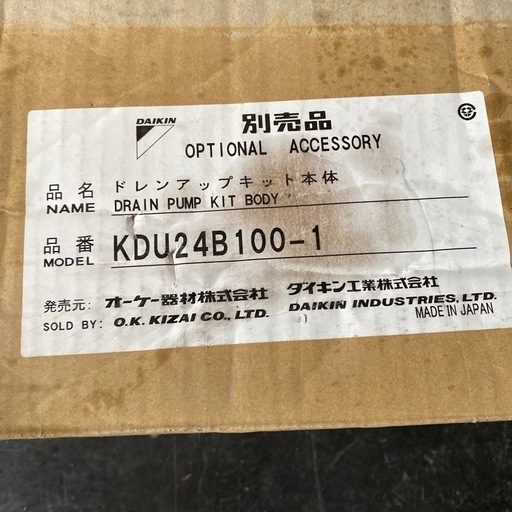 DAIKIN
別売品
OPTIONAL ACCESSORY
品名 ドレンアップキット本体
NAME DRAIN PUMP KIT BODY
品番 KDU24B100-1
MODEL
発売元: オーケー器材株式会社 ダイキン工業株式会社
SOLD BY: O.K. KIZAI CO., LTD. DAIKIN INDUSTRIES, LTD.
MADE IN JAPAN